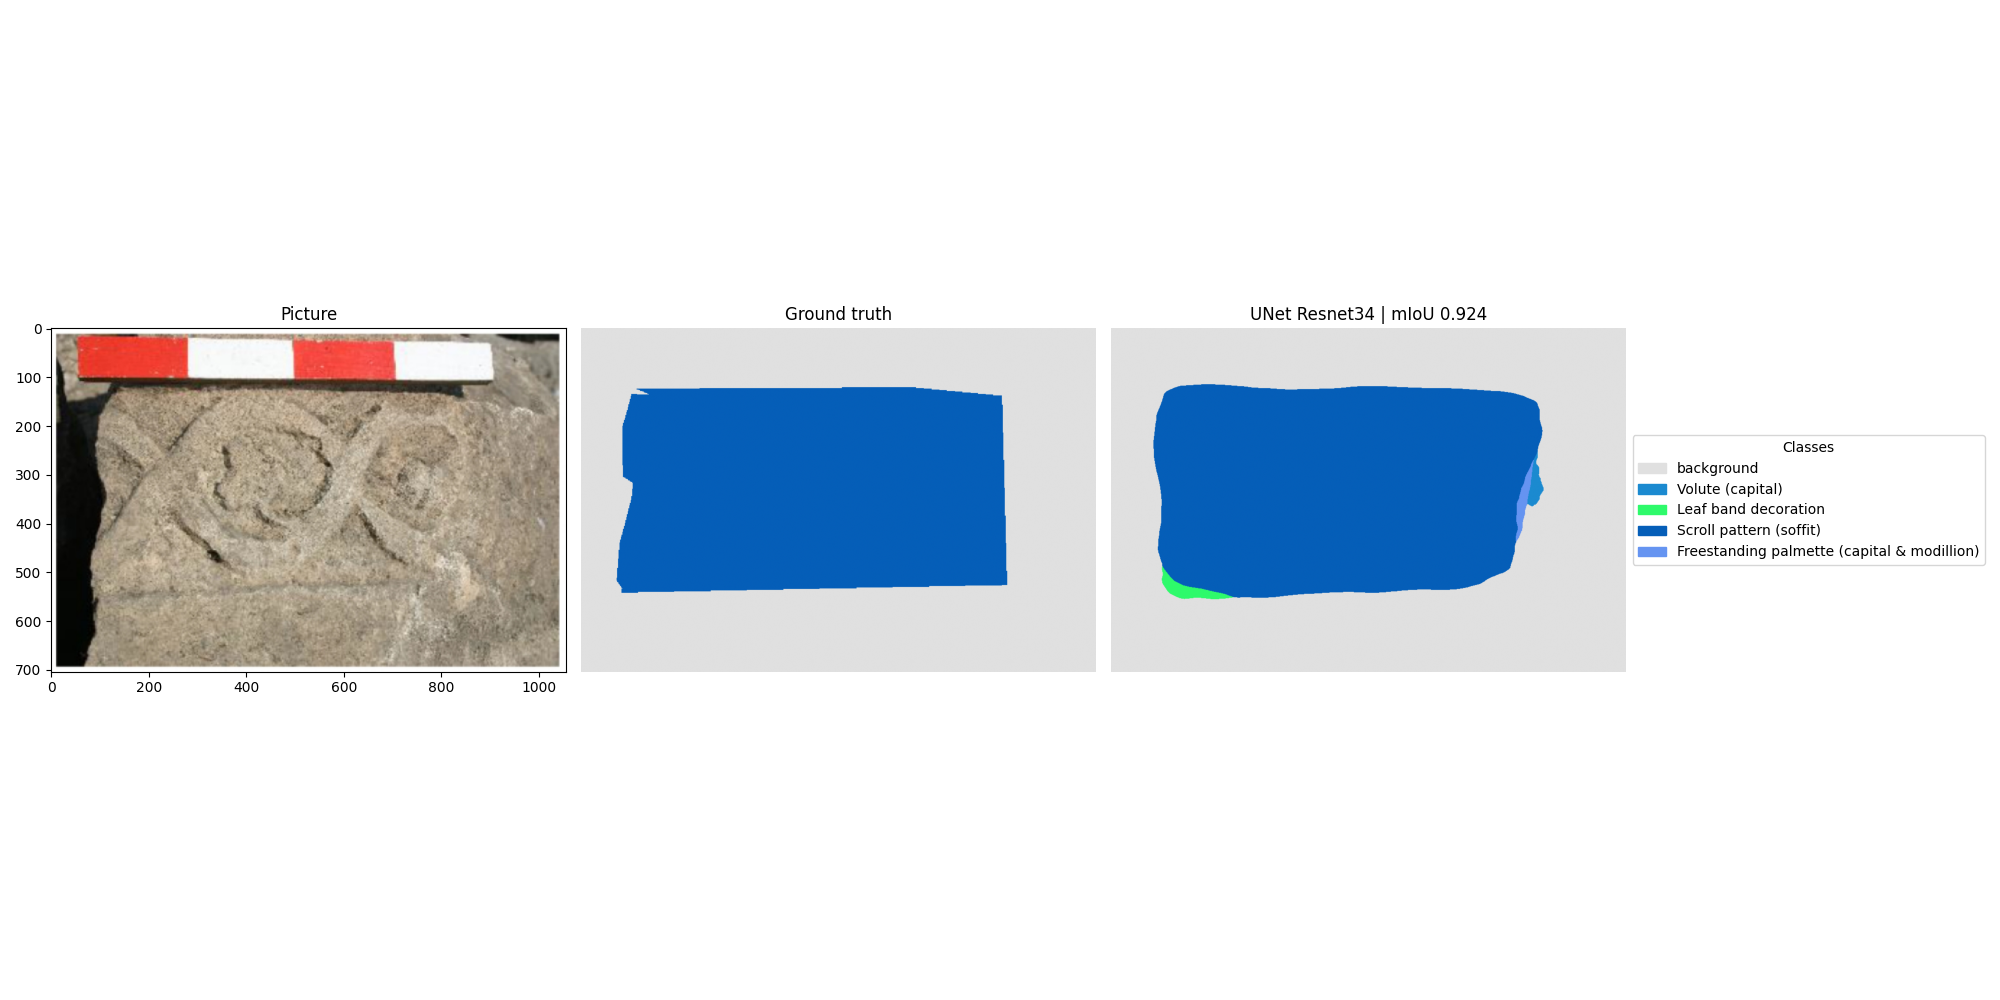 Picture
Ground truth
UNet Resnet34 | mIoU 0.924
0
100
200
300
400
500
600
700
0
200
400
600
800
1000
Classes
background
Volute (capital)
Leaf band decoration
Scroll pattern (soffit)
Freestanding palmette (capital & modillion)